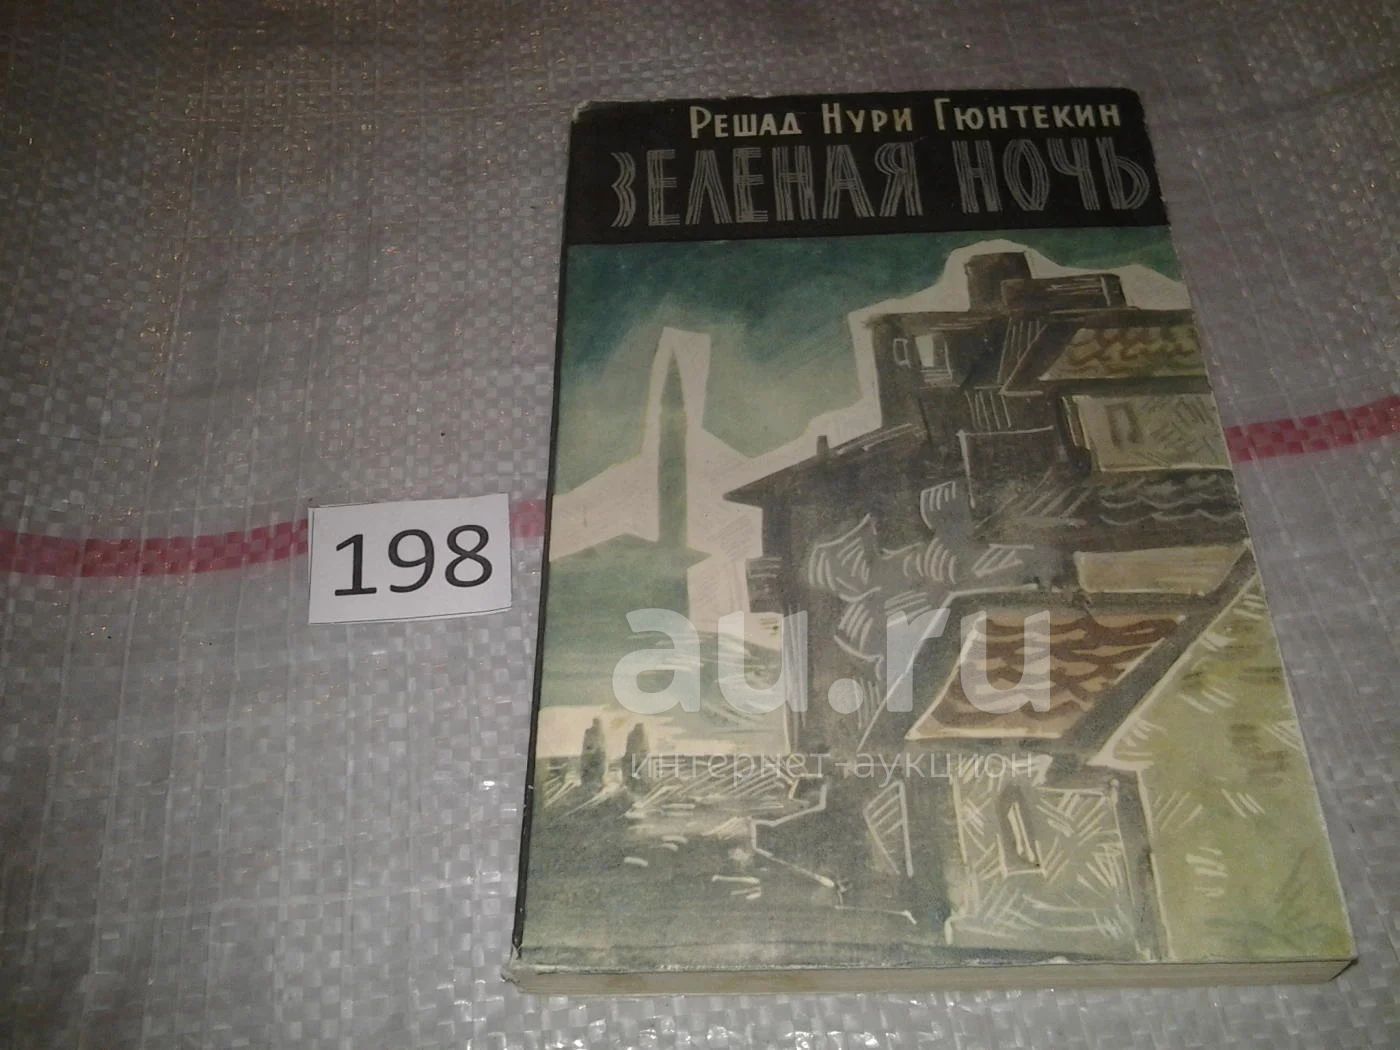 Решад Нури Гюнтекин
ЗЕЛЕНАЯ НОЧЬ
198
au.ru
интернет-аукцион